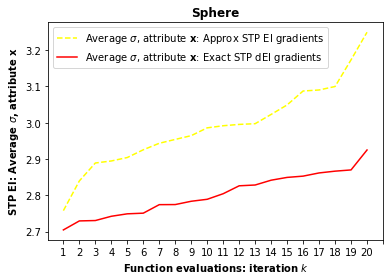 Sphere
Average σ, attribute x: Approx STP EI gradients
Average σ, attribute x: Exact STP dEI gradients
STP EI: Average σ, attribute x
3.2
3.1
3.0
2.9
2.8
2.7
1 2 3 4 5 6 7 8 9 10 11 12 13 14 15 16 17 18 19 20
Function evaluations: iteration k